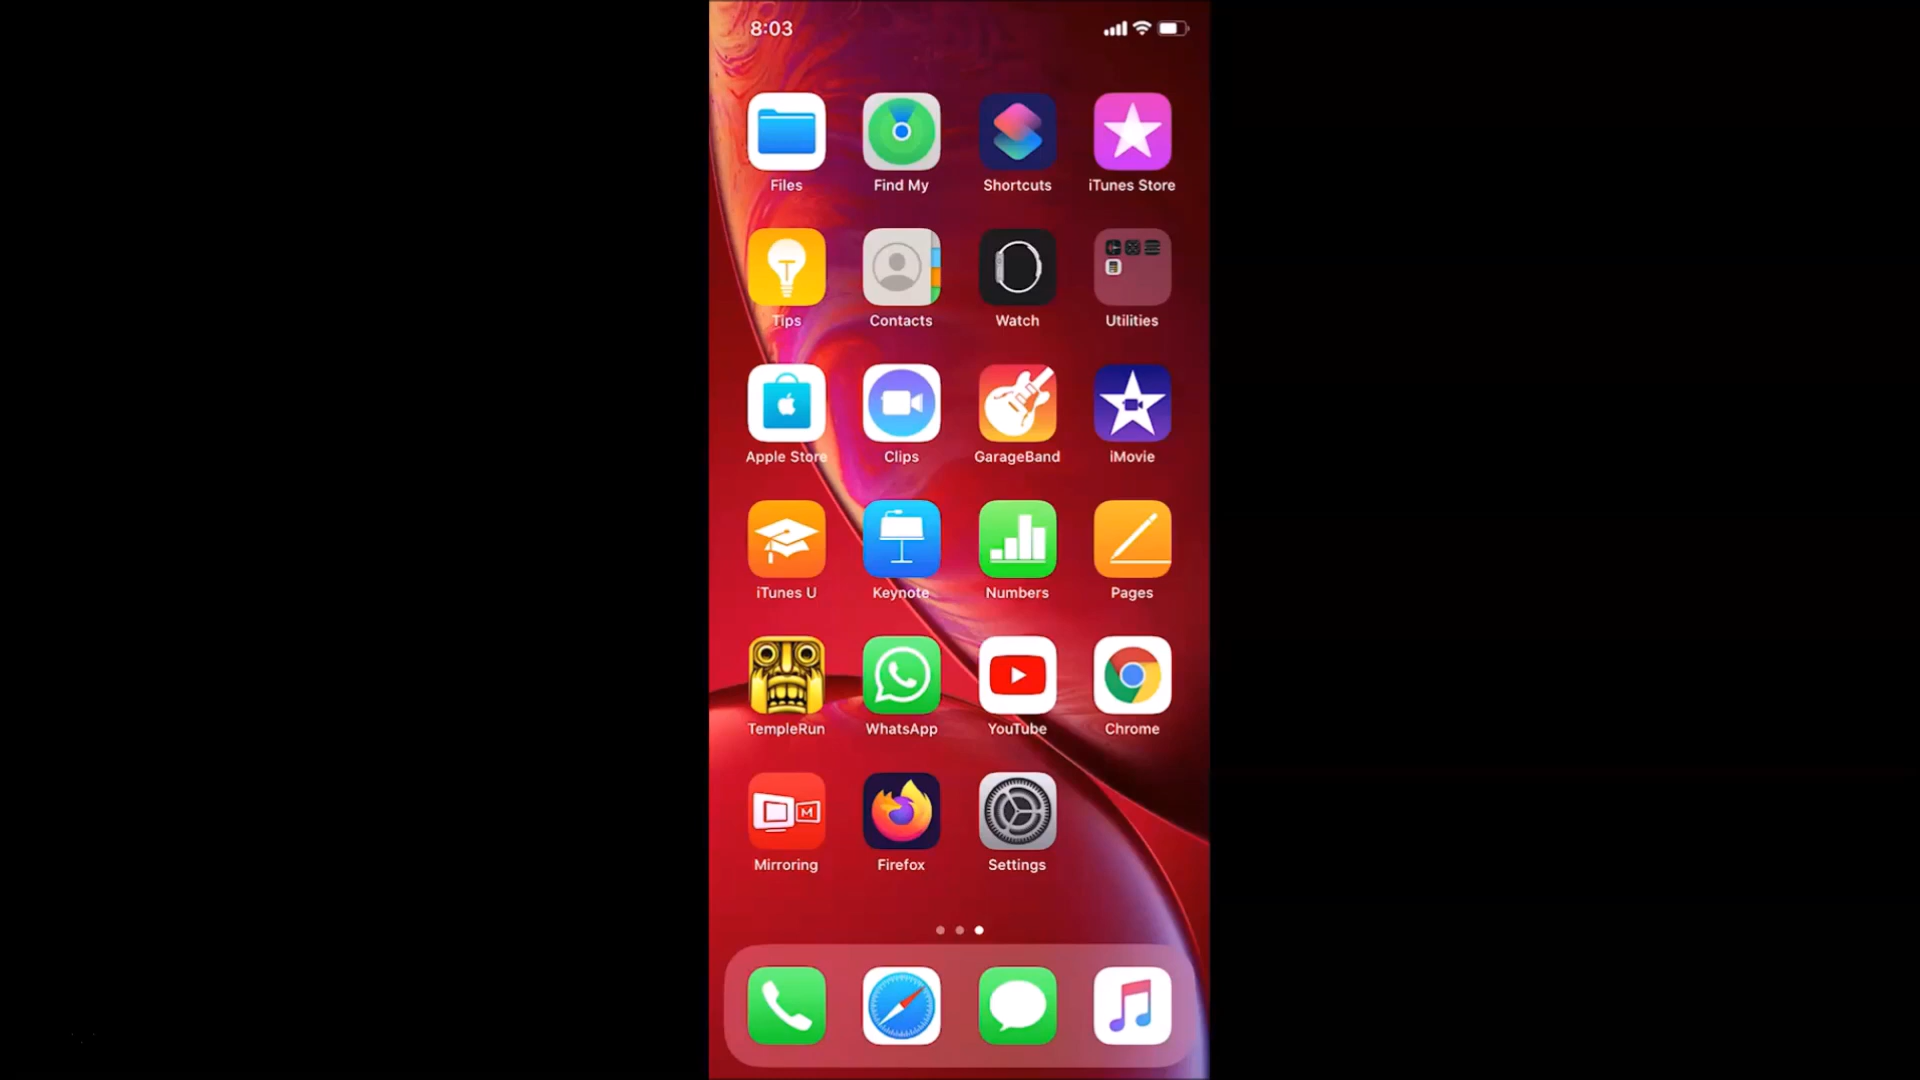 8:03
Files Find My Shortcuts iTunes Store
Tips Contacts Watch Utilities
Apple Store Clips GarageBand iMovie
iTunes U Keynote Numbers Pages
TempleRun WhatsApp YouTube Chrome
M
Mirroring Firefox Settings